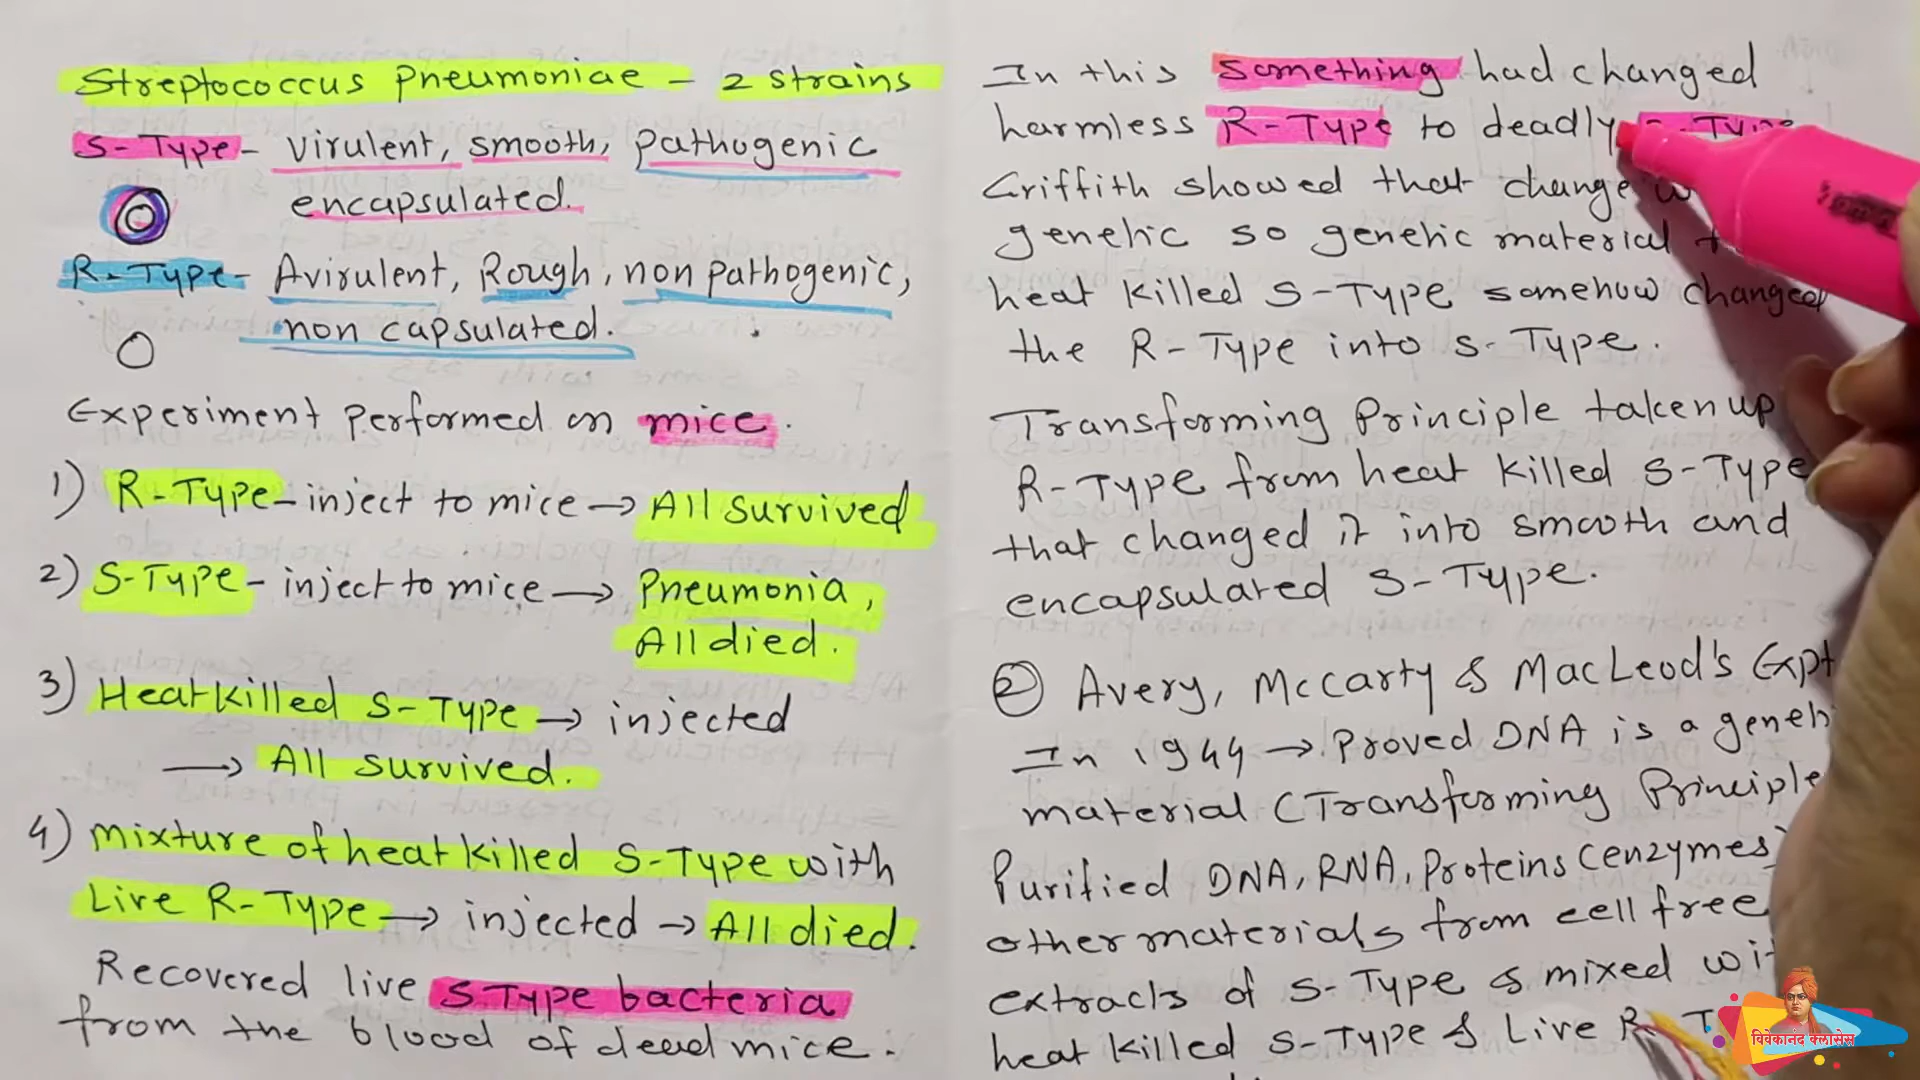 Streptococcus Pneumoniae - 2 strains
S-Type - Virulent, smooth, pathogenic
encapsulated.
R-Type - Avirulent, Rough, non pathogenic,
non capsulated.
Experiment performed on mice.
1) R-Type - inject to mice → All survived
2) S-Type - inject to mice → Pneumonia,
All died.
3) Heat killed S-Type → injected
→ All survived.
4) Mixture of heat killed S-Type with
Live R-Type → injected → All died.
Recovered live S Type bacteria
from the blood of dead mice.
In this something had changed
harmless R-Type to deadly
Griffith showed that change
genetic so genetic material
heat killed S-Type somehow changed
the R-Type into S-Type.
Transforming Principle taken up
R-Type from heat killed S-Type
that changed it into smooth and
encapsulated S-Type.
② Avery, McCarty & MacLeod's Expt
In 1944 → Proved DNA is a
material (Transforming Principle
Purified DNA, RNA, Proteins (enzymes)
other materials from cell free
extracts of S-Type & mixed
heat killed S-Type & Live R
विवेकानंद क्लासेस